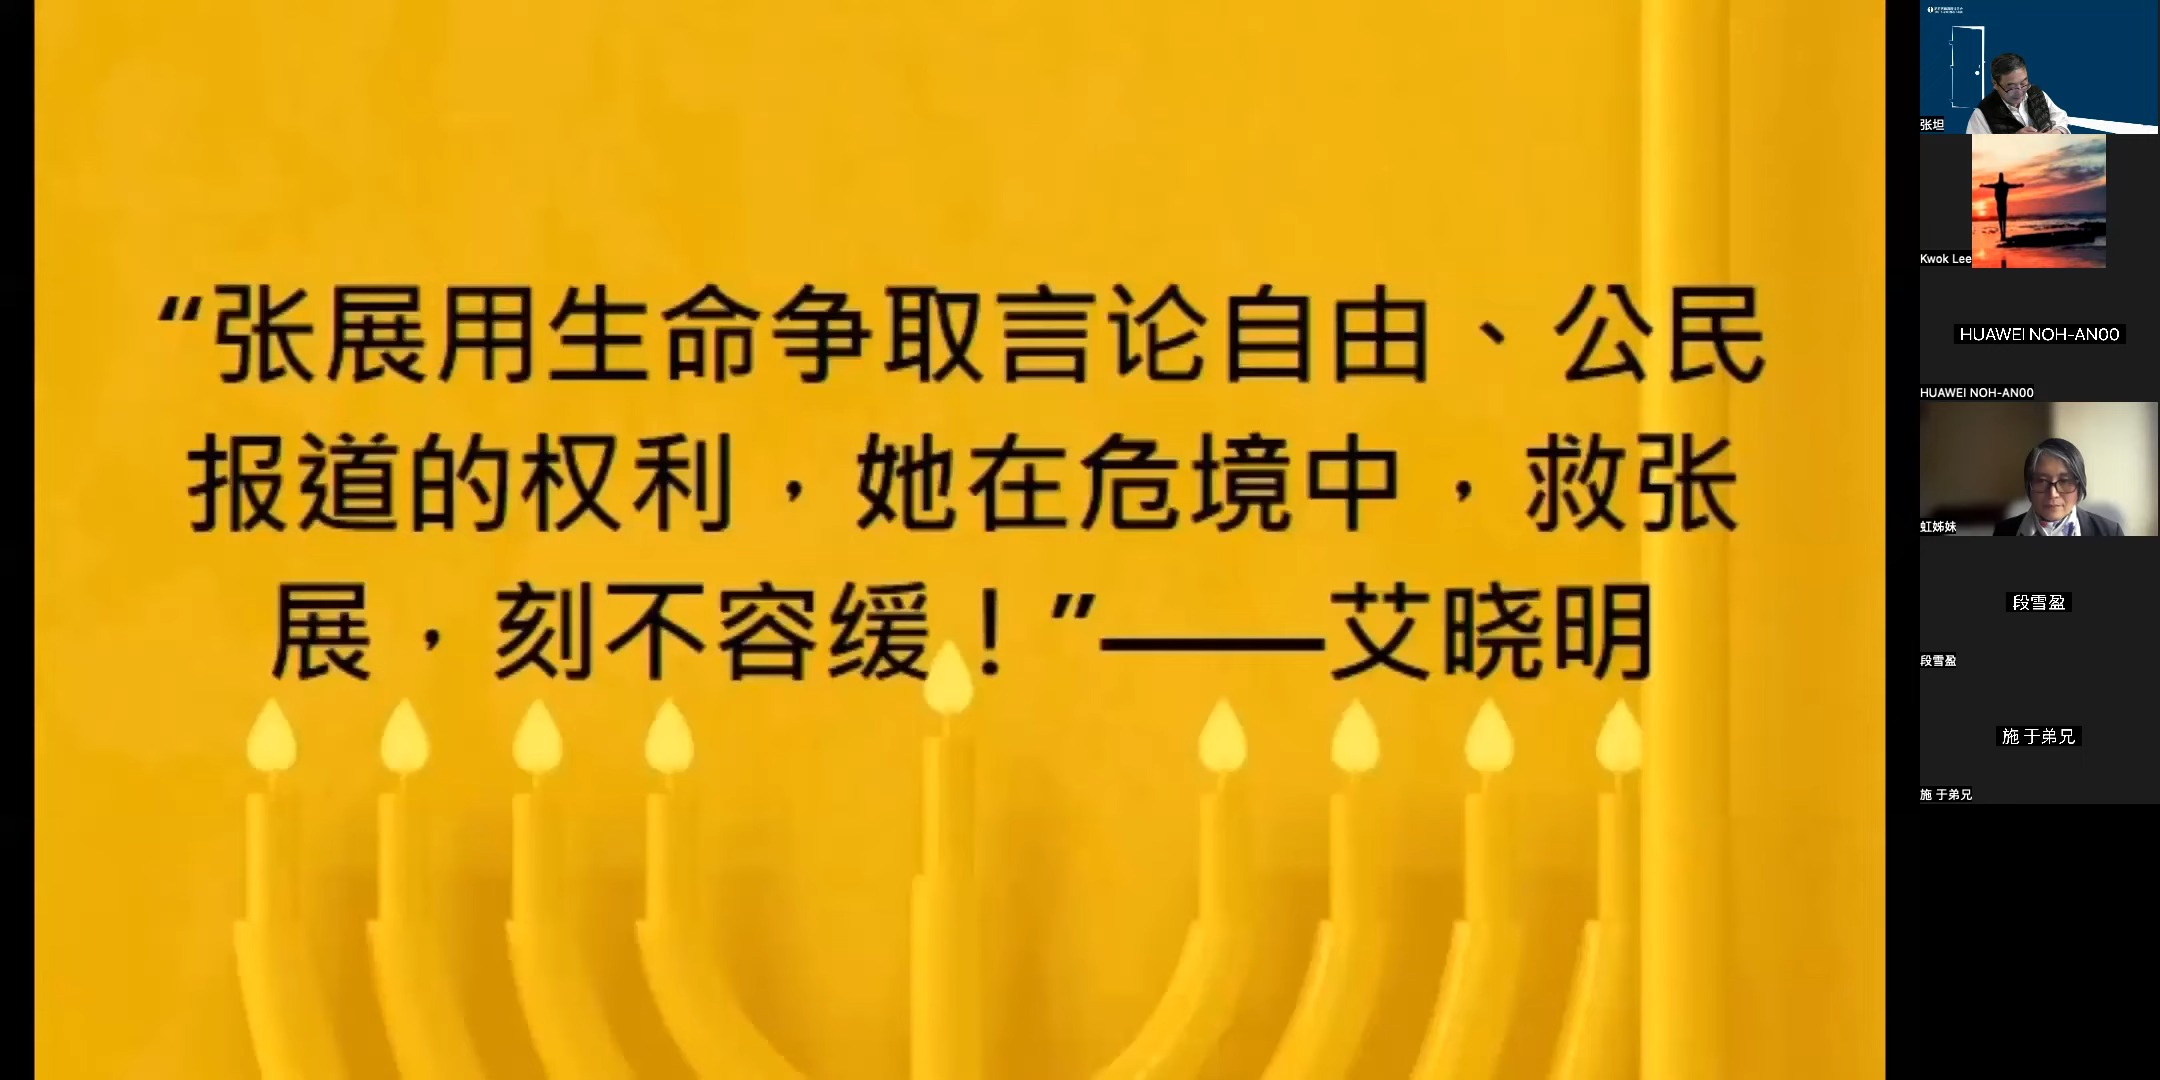 “张展用生命争取言论自由、公民
报道的权利，她在危境中，救张
展，刻不容缓！”——艾晓明
张坦
Kwok Lee
HUAWEI NOH-AN00
HUAWEI NOH-AN00
虹姊妹
段雪盈
段雪盈
施 于弟兄
施 于弟兄